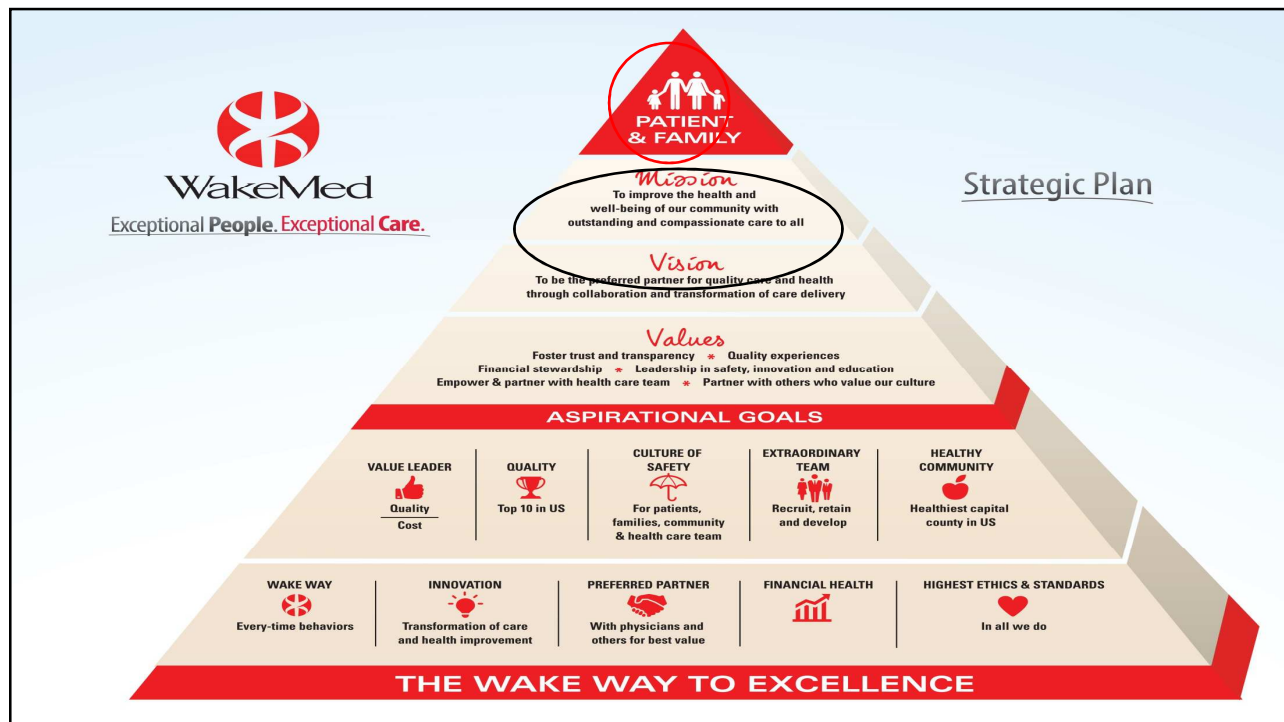 PATIENT
& FAMILY
WakeMed
Exceptional People. Exceptional Care.
Strategic Plan
Mission
To improve the health and
well-being of our community with
outstanding and compassionate care to all
Vision
To be the preferred partner for quality care and health
through collaboration and transformation of care delivery
Values
Foster trust and transparency * Quality experiences
Financial stewardship * Leadership in safety, innovation and education
Empower & partner with health care team * Partner with others who value our culture
ASPIRATIONAL GOALS
VALUE LEADER
Quality
Cost
QUALITY
Top 10 in US
CULTURE OF
SAFETY
For patients,
families, community
& health care team
EXTRAORDINARY
TEAM
Recruit, retain
and develop
HEALTHY
COMMUNITY
Healthiest capital
county in US
WAKE WAY
Every-time behaviors
INNOVATION
Transformation of care
and health improvement
PREFERRED PARTNER
With physicians and
others for best value
FINANCIAL HEALTH
HIGHEST ETHICS & STANDARDS
In all we do
THE WAKE WAY TO EXCELLENCE